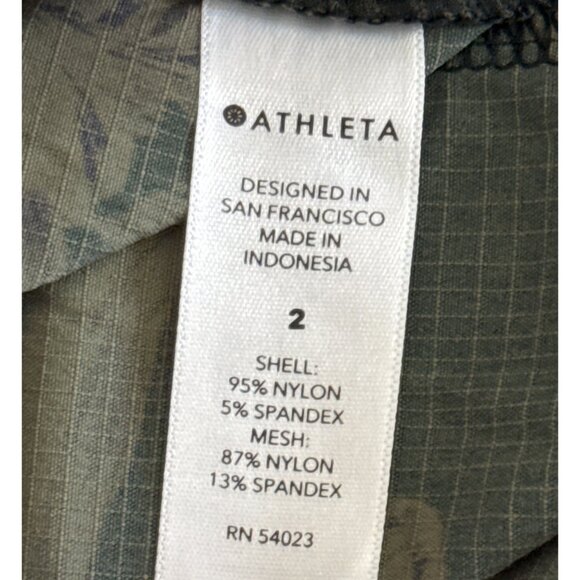 ATHLETA
DESIGNED IN
SAN FRANCISCO
MADE IN
INDONESIA
2
SHELL:
95% NYLON
5% SPANDEX
MESH:
87% NYLON
13% SPANDEX
RN 54023